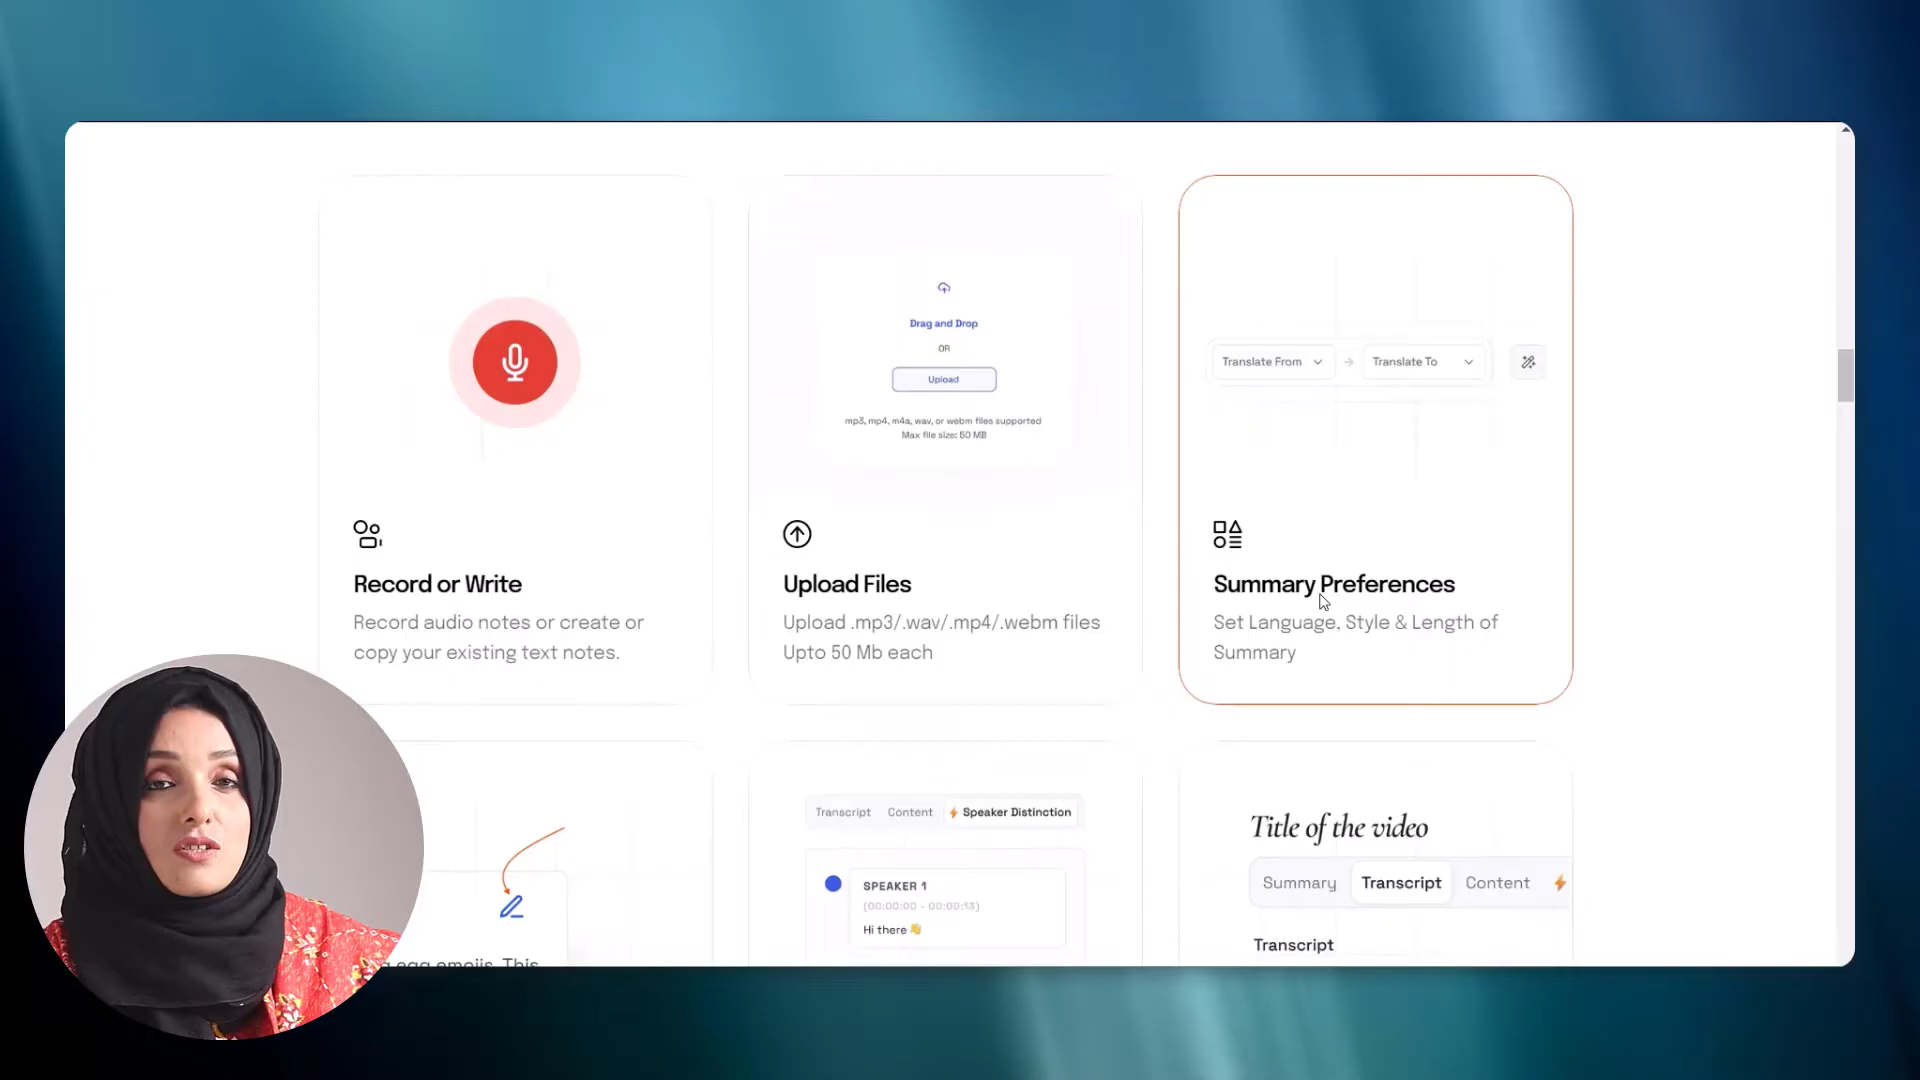 Drag and Drop
OR
Upload
mp3, mp4, m4a, wav, or webm files supported
Max file size: 50 MB
Translate From
Translate To
Record or Write
Record audio notes or create or
copy your existing text notes.
Upload Files
Upload .mp3/.wav/.mp4/.webm files
Upto 50 Mb each
Summary Preferences
Set Language, Style & Length of
Summary
egg emojis. This
Transcript Content Speaker Distinction
SPEAKER 1
(00:00:00 - 00:00:13)
Hi there 👋
Title of the video
Summary Transcript Content
Transcript